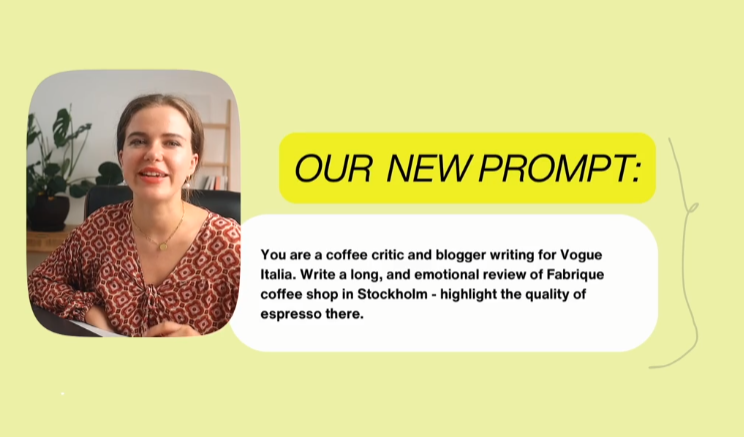 OUR NEW PROMPT:
You are a coffee critic and blogger writing for Vogue
Italia. Write a long, and emotional review of Fabrique
coffee shop in Stockholm - highlight the quality of
espresso there.